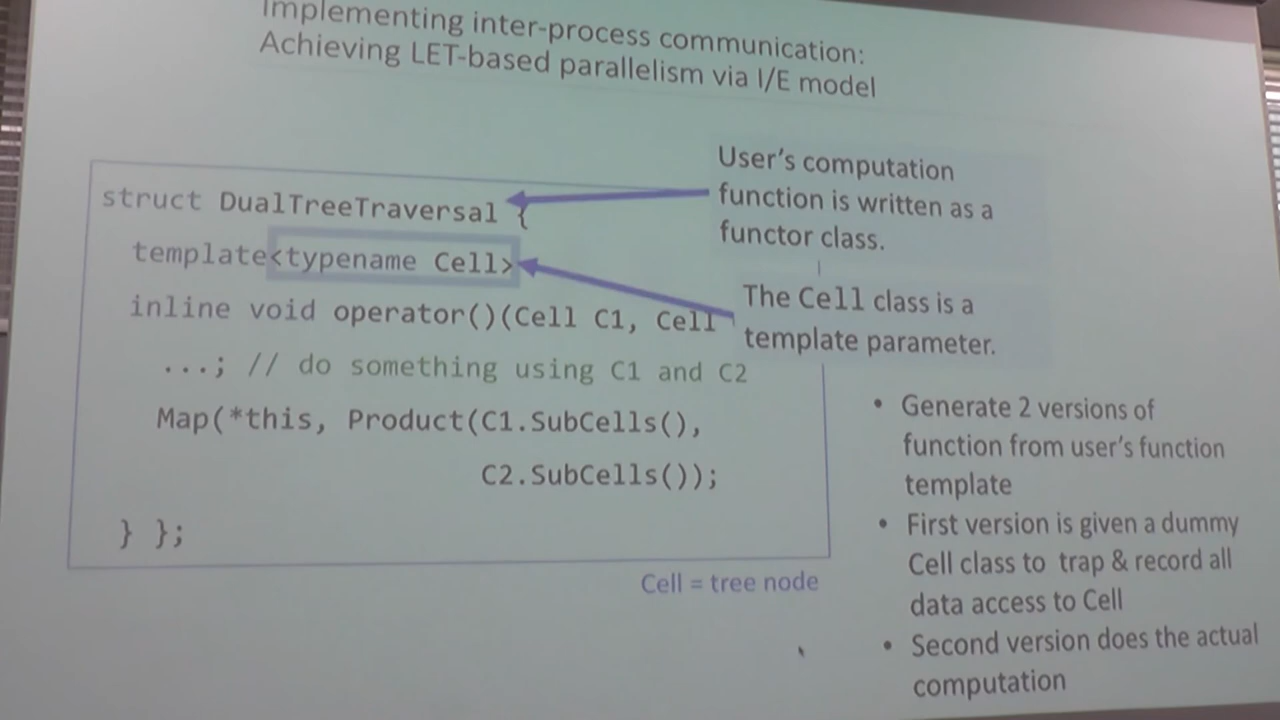 Implementing inter-process communication:
Achieving LET-based parallelism via I/E model
struct DualTreeTraversal {
template<typename Cell>
inline void operator()(Cell C1, Cell
...; // do something using C1 and C2
Map(*this, Product(C1.SubCells(),
C2.SubCells());
} };
Cell = tree node
User's computation
function is written as a
functor class.
The Cell class is a
template parameter.
• Generate 2 versions of
function from user's function
template
• First version is given a dummy
Cell class to trap & record all
data access to Cell
• Second version does the actual
computation